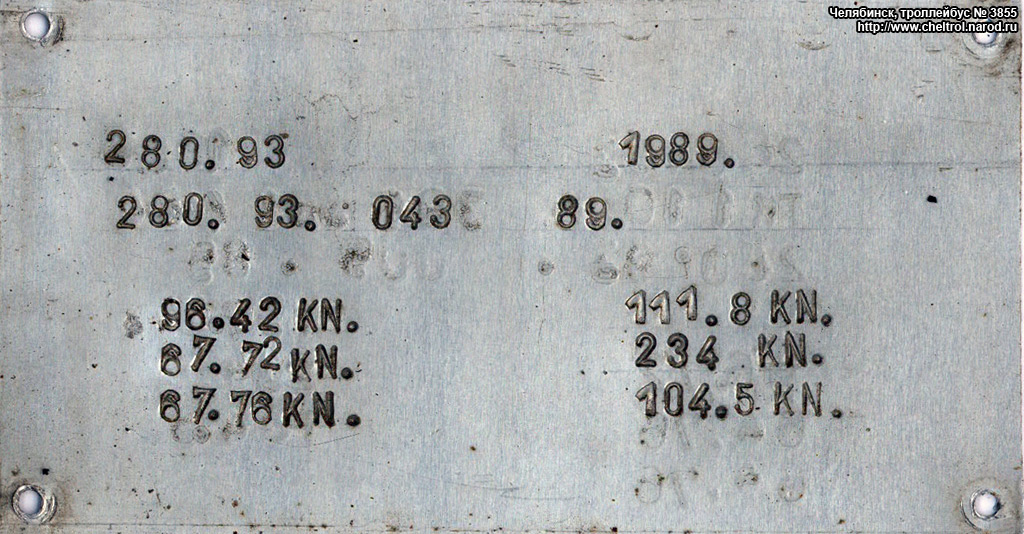 Челябинск, троллейбус № 3855
http://www.cheltrol.narod.ru
280.93 1989.
280.93.043 89.
96.42 KN. 111.8 KN.
67.72 KN. 234 KN.
67.76 KN. 104.5 KN.